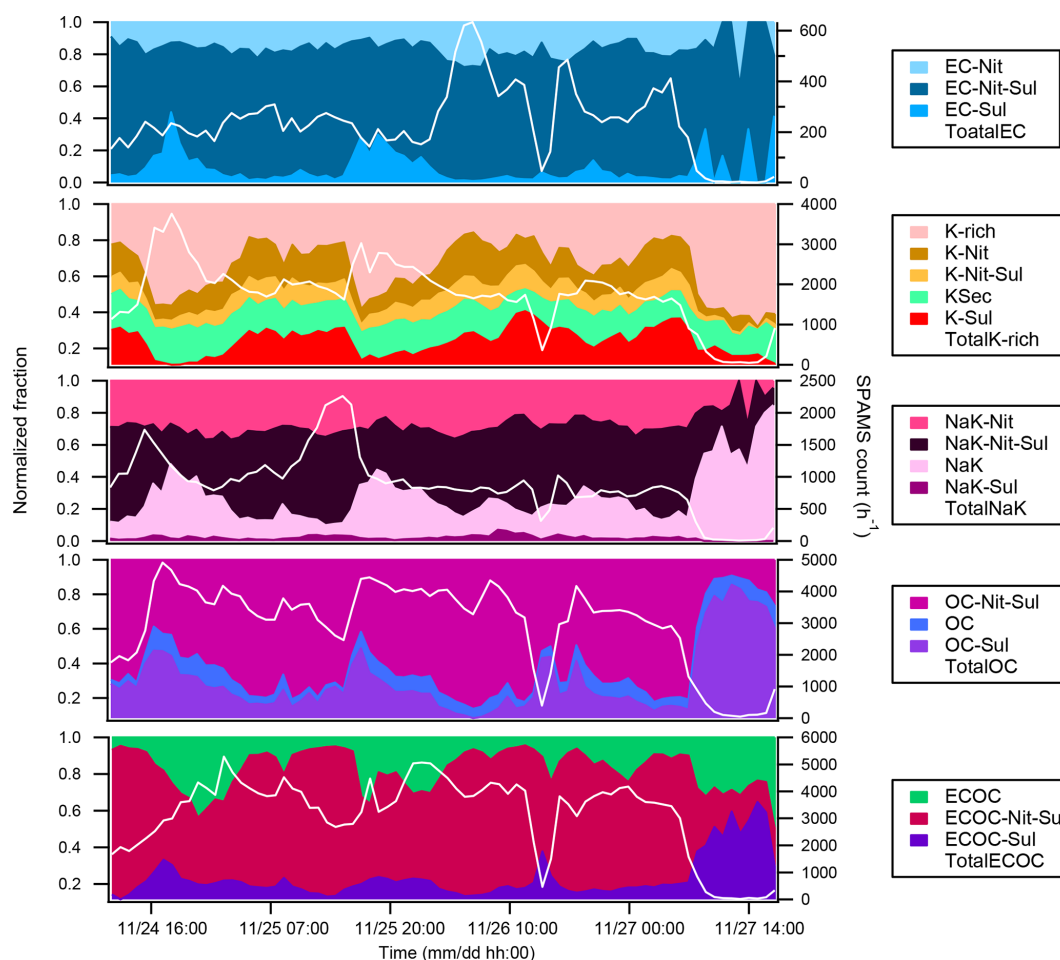 Normalized fraction
SPAMS count (h-1)
1.0
0.8
0.6
0.4
0.2
0.0
600
400
200
0
EC-Nit
EC-Nit-Sul
EC-Sul
ToatalEC
1.0
0.8
0.6
0.4
0.2
4000
3000
2000
1000
0
K-rich
K-Nit
K-Nit-Sul
KSec
K-Sul
TotalK-rich
1.0
0.8
0.6
0.4
0.2
0.0
2500
2000
1500
1000
500
0
NaK-Nit
NaK-Nit-Sul
NaK
NaK-Sul
TotalNaK
1.0
0.8
0.6
0.4
0.2
5000
4000
3000
2000
1000
0
OC-Nit-Sul
OC
OC-Sul
TotalOC
1.0
0.8
0.6
0.4
0.2
6000
5000
4000
3000
2000
1000
0
ECOC
ECOC-Nit-Su
ECOC-Sul
TotalECOC
11/24 16:00 11/25 07:00 11/25 20:00 11/26 10:00 11/27 00:00 11/27 14:00
Time (mm/dd hh:00)